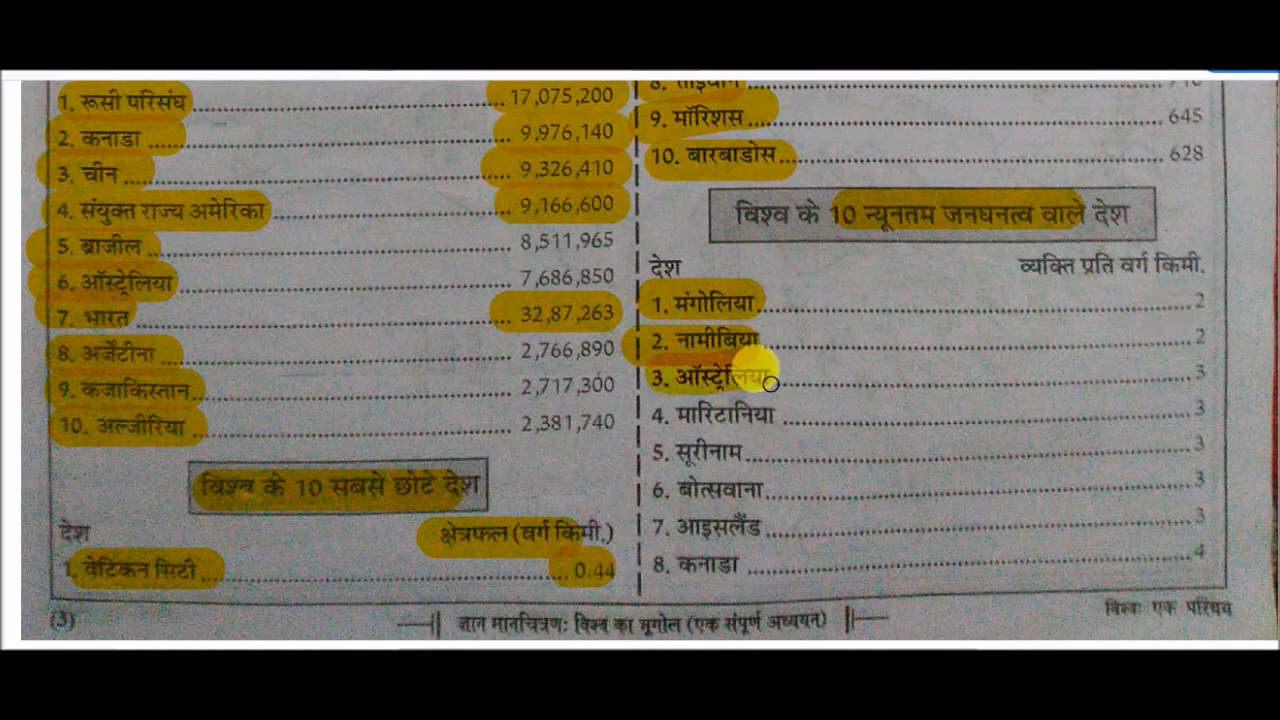 1. रूसी परिसंघ ........ 17,075,200
2. कनाडा ........ 9,976,140
3. चीन ........ 9,326,410
4. संयुक्त राज्य अमेरिका ........ 9,166,600
5. ब्राजील ........ 8,511,965
6. ऑस्ट्रेलिया ........ 7,686,850
7. भारत ........ 32,87,263
8. अर्जेंटीना ........ 2,766,890
9. कजाकिस्तान ........ 2,717,300
10. अल्जीरिया ........ 2,381,740
विश्व के 10 सबसे छोटे देश
देश क्षेत्रफल (वर्ग किमी.)
1. वेटिकन सिटी ........ 0.44
9. मॉरिशस ........ 645
10. बारबाडोस ........ 628
विश्व के 10 न्यूनतम जनघनत्व वाले देश
देश व्यक्ति प्रति वर्ग किमी.
1. मंगोलिया ........ 2
2. नामीबिया ........ 2
3. ऑस्ट्रेलिया ........ 3
4. मारिटानिया ........ 3
5. सूरीनाम ........ 3
6. बोत्सवाना ........ 3
7. आइसलैंड ........ 3
8. कनाडा ........ 4
(3) ज्ञान मानचित्रण: विश्व का भूगोल (एक संपूर्ण अध्ययन) विश्व: एक परिचय